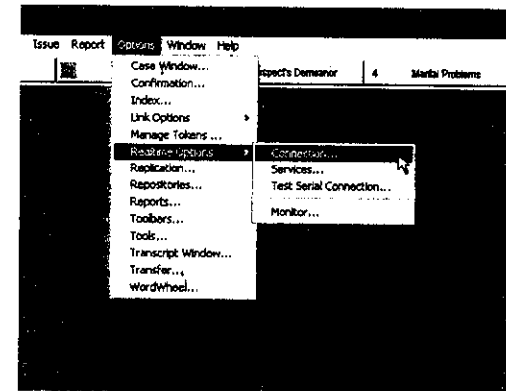 Issue Report Options Window Help
spect's Demeanor 4 Marital Problems
Case Window...
Confirmation...
Index...
Link Options
Manage Tokens ...
Realtime Options
Connection...
Replication...
Services...
Repositories...
Test Serial Connection...
Reports...
Monitor...
Toolbars...
Tools...
Transcript Window...
Transfer...
WordWheel...